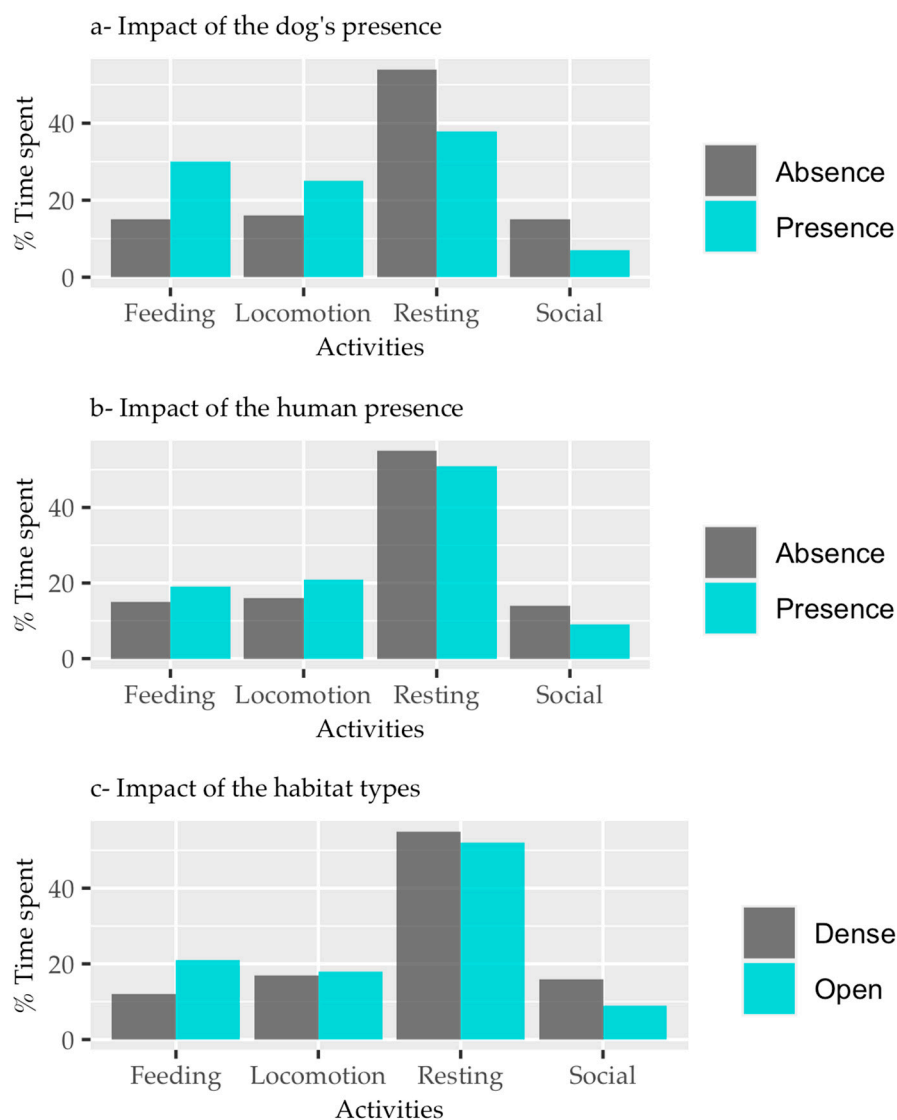 a- Impact of the dog's presence
% Time spent
40
20
0
Feeding Locomotion Resting Social
Activities
Absence
Presence
b- Impact of the human presence
% Time spent
40
20
0
Feeding Locomotion Resting Social
Activities
Absence
Presence
c- Impact of the habitat types
% Time spent
40
20
0
Feeding Locomotion Resting Social
Activities
Dense
Open